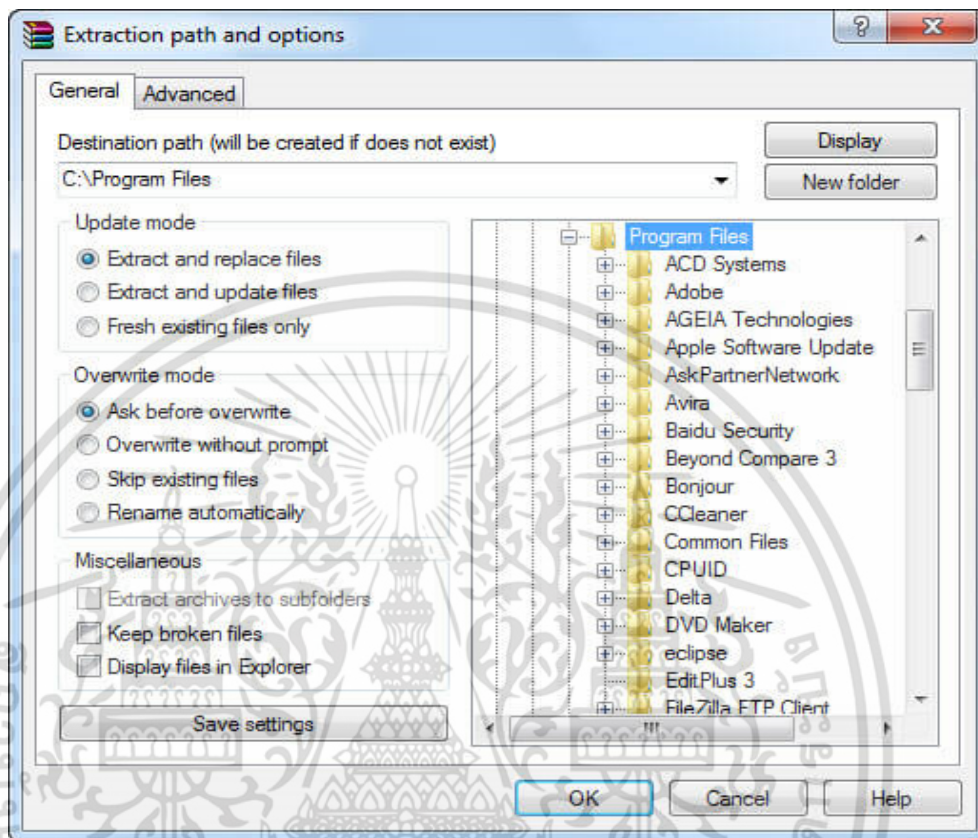 Extraction path and options
General
Advanced
Destination path (will be created if does not exist)
Display
C:\Program Files
New folder
Update mode
Extract and replace files
Extract and update files
Fresh existing files only
Overwrite mode
Ask before overwrite
Overwrite without prompt
Skip existing files
Rename automatically
Miscellaneous
Extract archives to subfolders
Keep broken files
Display files in Explorer
Save settings
Program Files
ACD Systems
Adobe
AGEIA Technologies
Apple Software Update
AskPartnerNetwork
Avira
Baidu Security
Beyond Compare 3
Bonjour
CCleaner
Common Files
CPUID
Delta
DVD Maker
eclipse
EditPlus 3
FileZilla FTP Client
OK
Cancel
Help